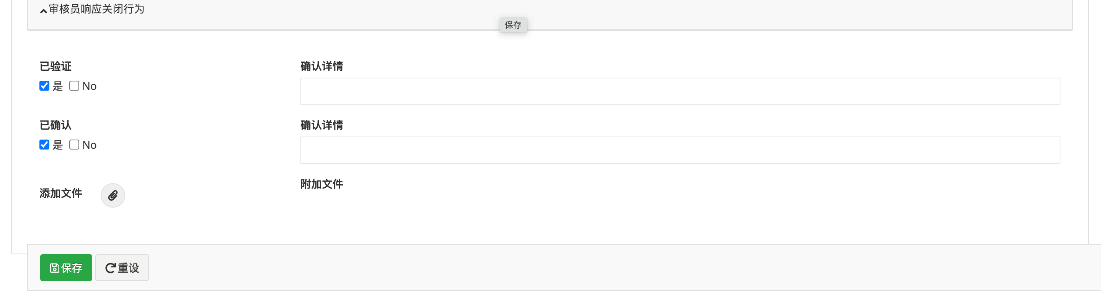 审核员响应关闭行为
保存
已验证
确认详情
是 No
已确认
确认详情
是 No
添加文件
附加文件
保存 重设